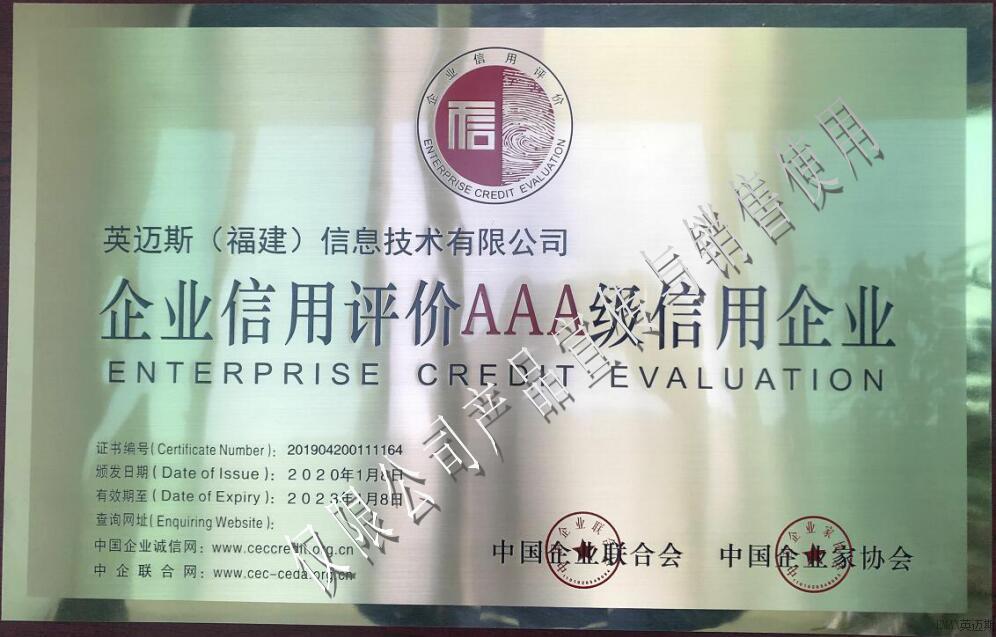 企业信用评价
信
ENTERPRISE CREDIT EVALUATION
英迈斯（福建）信息技术有限公司
企业信用评价AAA级信用企业
ENTERPRISE CREDIT EVALUATION
证书编号(Certificate Number)：201904200111164
颁发日期(Date of Issue)：2020年1月8日
有效期至(Date of Expiry)：2023年1月8日
查询网址(Enquiring Website)：
中国企业诚信网：www.ceccredit.org.cn
中企联合网：www.cec-ceda.org.cn
中国企业联合会
中国企业家协会
仅限公司产品宣传与销售使用